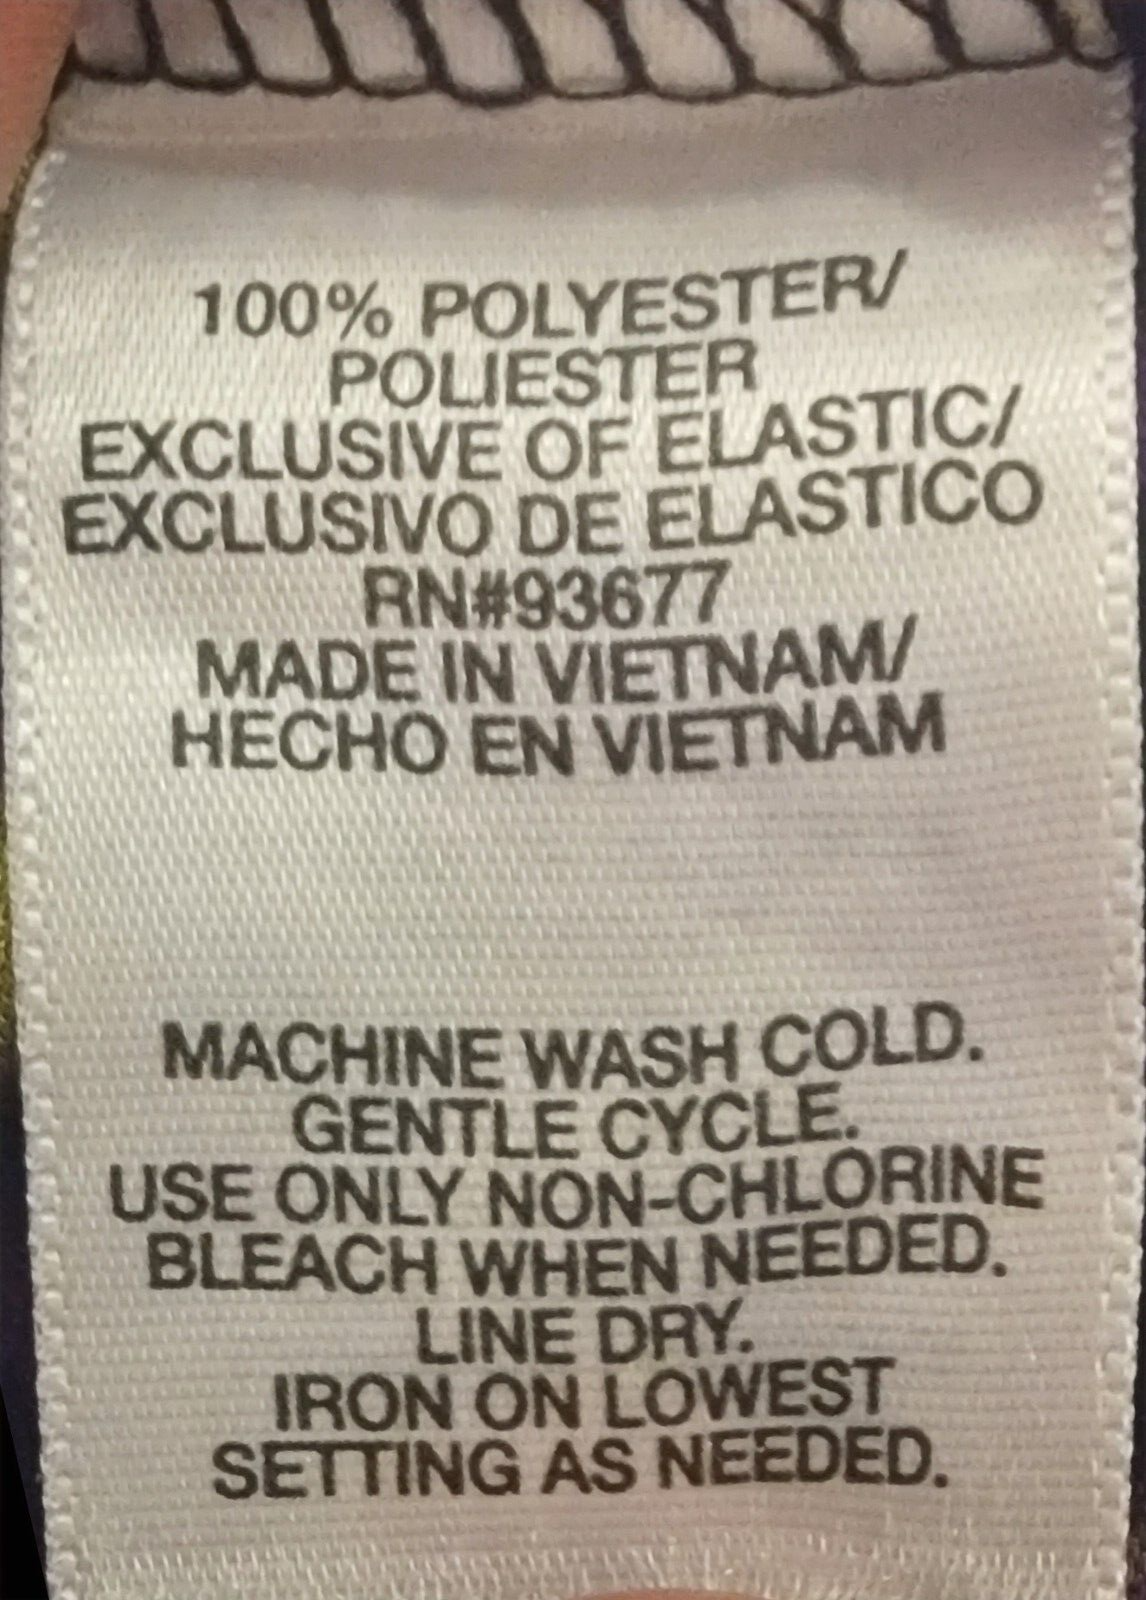 100% POLYESTER/
POLIESTER
EXCLUSIVE OF ELASTIC/
EXCLUSIVO DE ELASTICO
RN#93677
MADE IN VIETNAM/
HECHO EN VIETNAM
MACHINE WASH COLD.
GENTLE CYCLE.
USE ONLY NON-CHLORINE
BLEACH WHEN NEEDED.
LINE DRY.
IRON ON LOWEST
SETTING AS NEEDED.